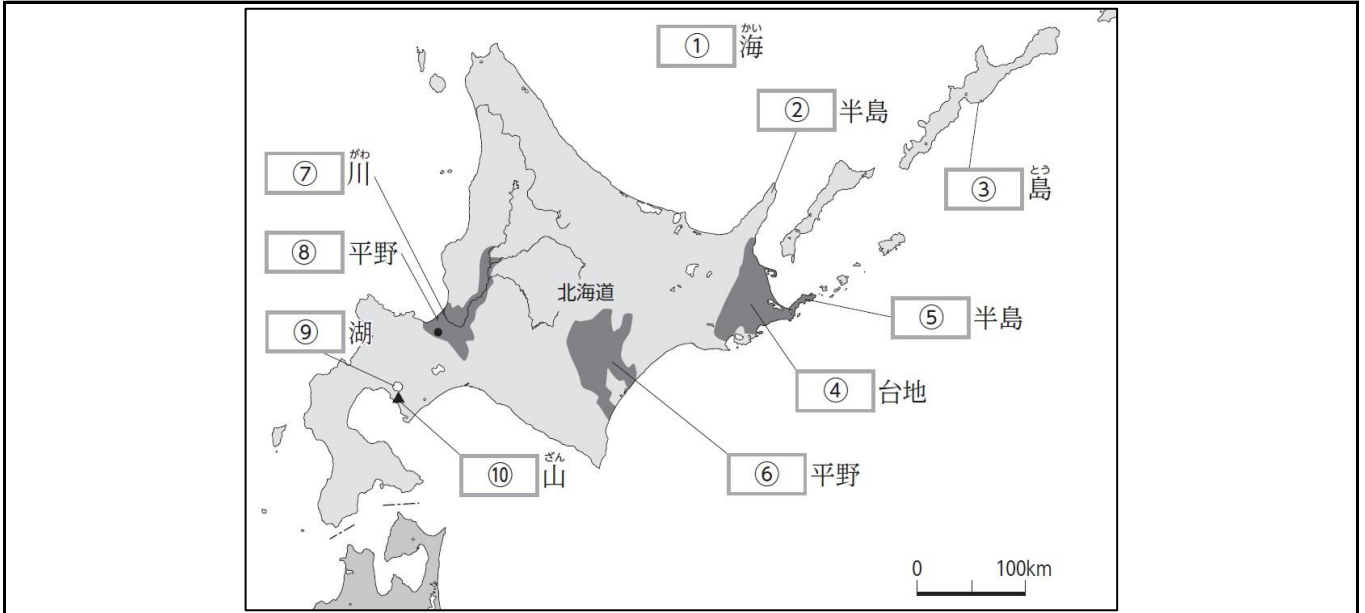 ① 海
かい
② 半島
⑦ 川
がわ
③ 島
とう
⑧ 平野
北海道
⑤ 半島
⑨ 湖
④ 台地
⑩ 山
ざん
⑥ 平野
0 100km